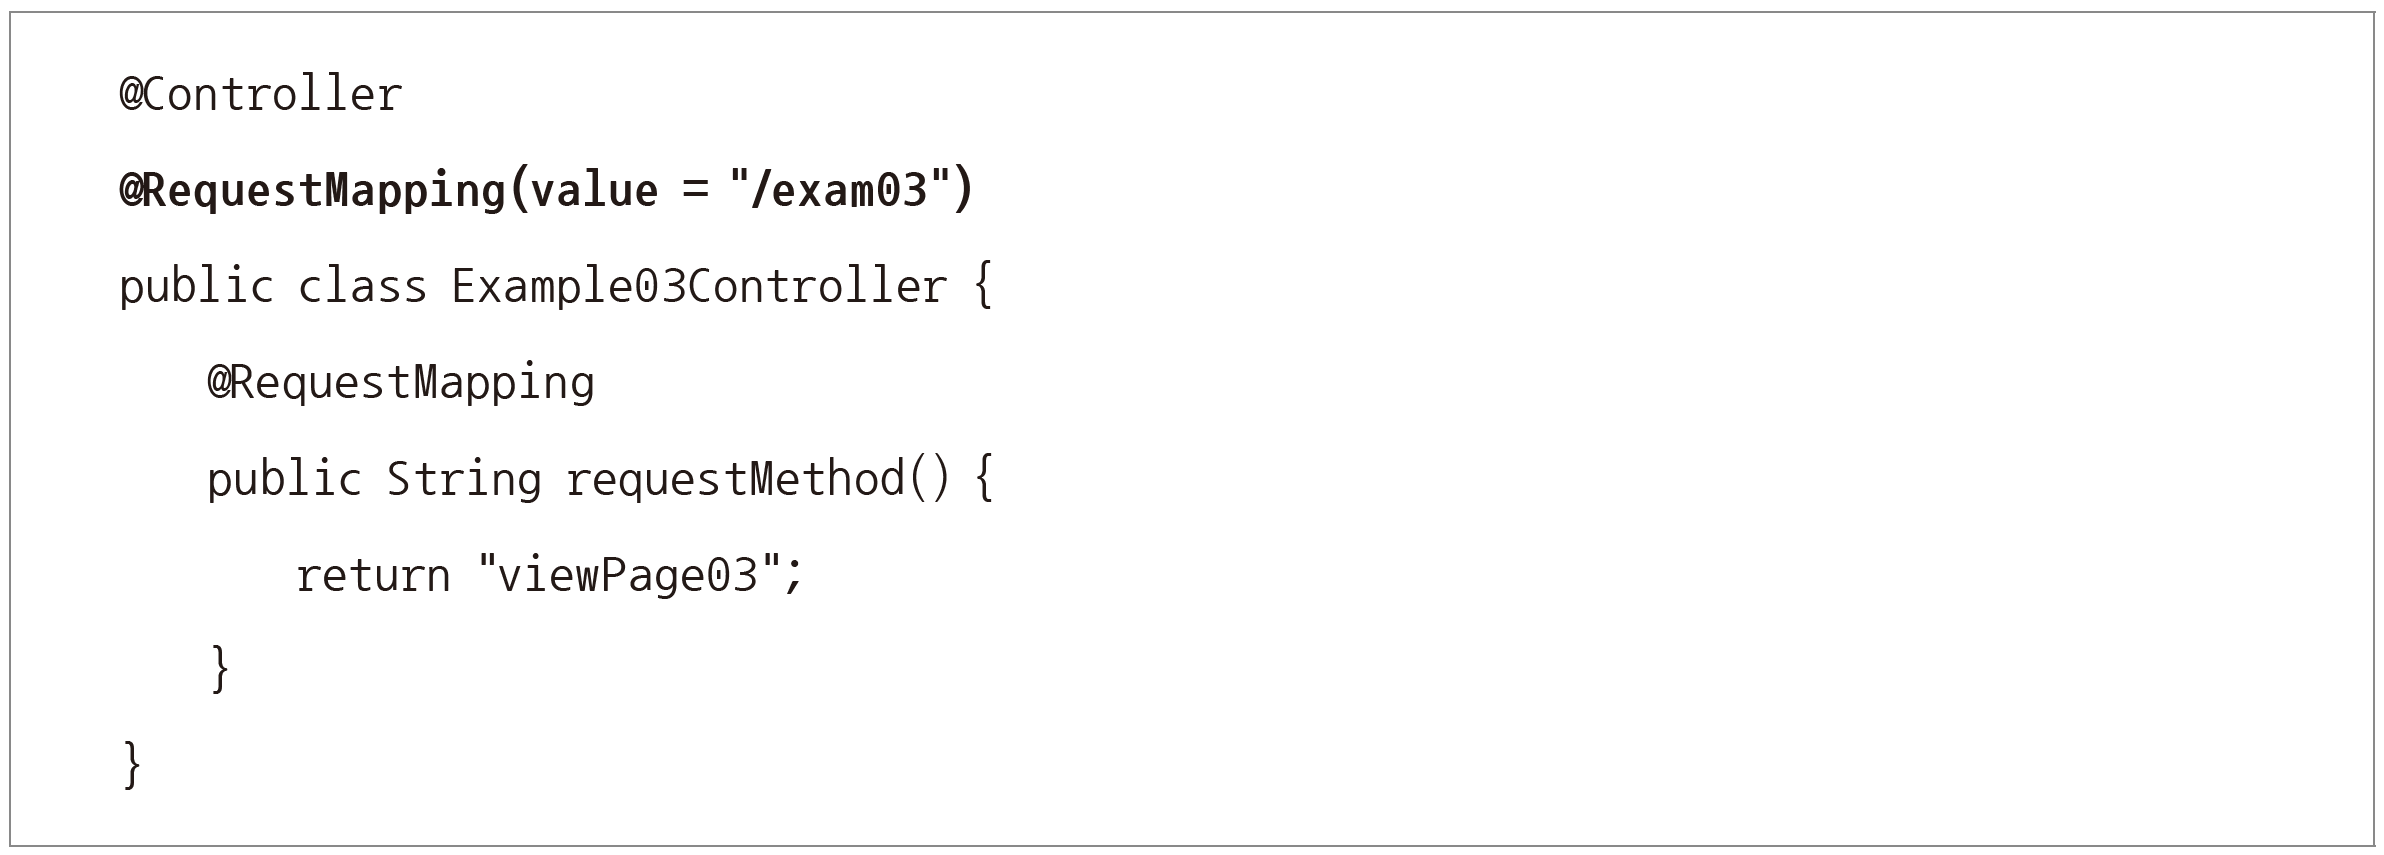 @Controller
@RequestMapping(value = "/exam03")
public class Example03Controller {
@RequestMapping
public String requestMethod() {
return "viewPage03";
}
}